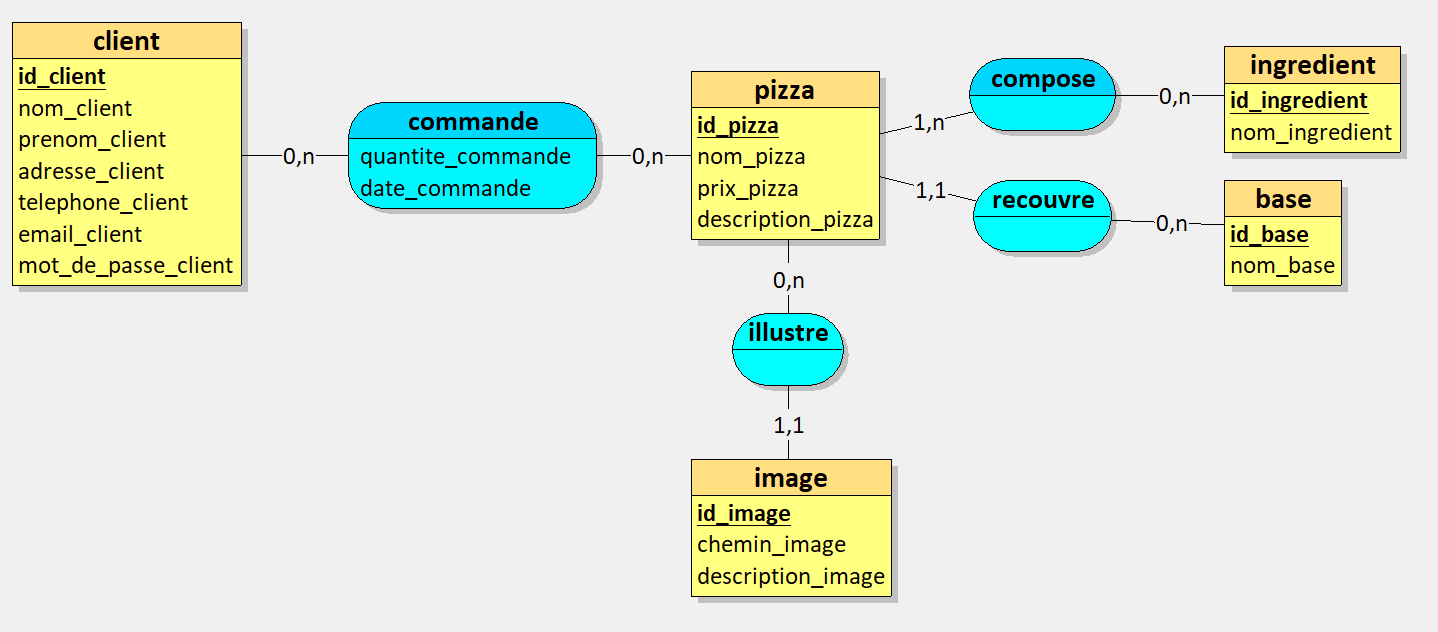 client
id_client
nom_client
prenom_client
adresse_client
telephone_client
email_client
mot_de_passe_client
0,n
commande
quantite_commande
date_commande
0,n
pizza
id_pizza
nom_pizza
prix_pizza
description_pizza
1,n
compose
0,n
ingredient
id_ingredient
nom_ingredient
1,1
recouvre
0,n
base
id_base
nom_base
0,n
illustre
1,1
image
id_image
chemin_image
description_image